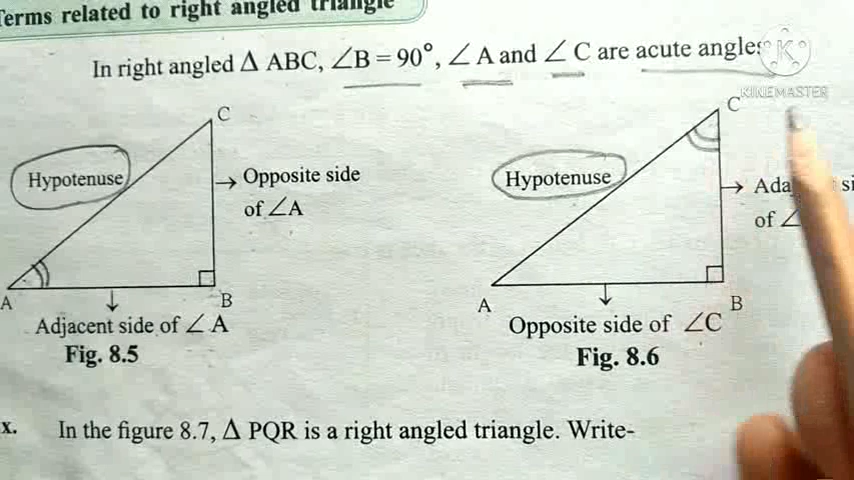 Terms related to right angled triangle
In right angled Δ ABC, ∠B = 90°, ∠A and ∠C are acute angles
KINEMASTER
C
Hypotenuse
Opposite side
of ∠A
A
B
Adjacent side of ∠A
Fig. 8.5
C
Hypotenuse
of ∠
A
B
Opposite side of ∠C
Fig. 8.6
x. In the figure 8.7, Δ PQR is a right angled triangle. Write-